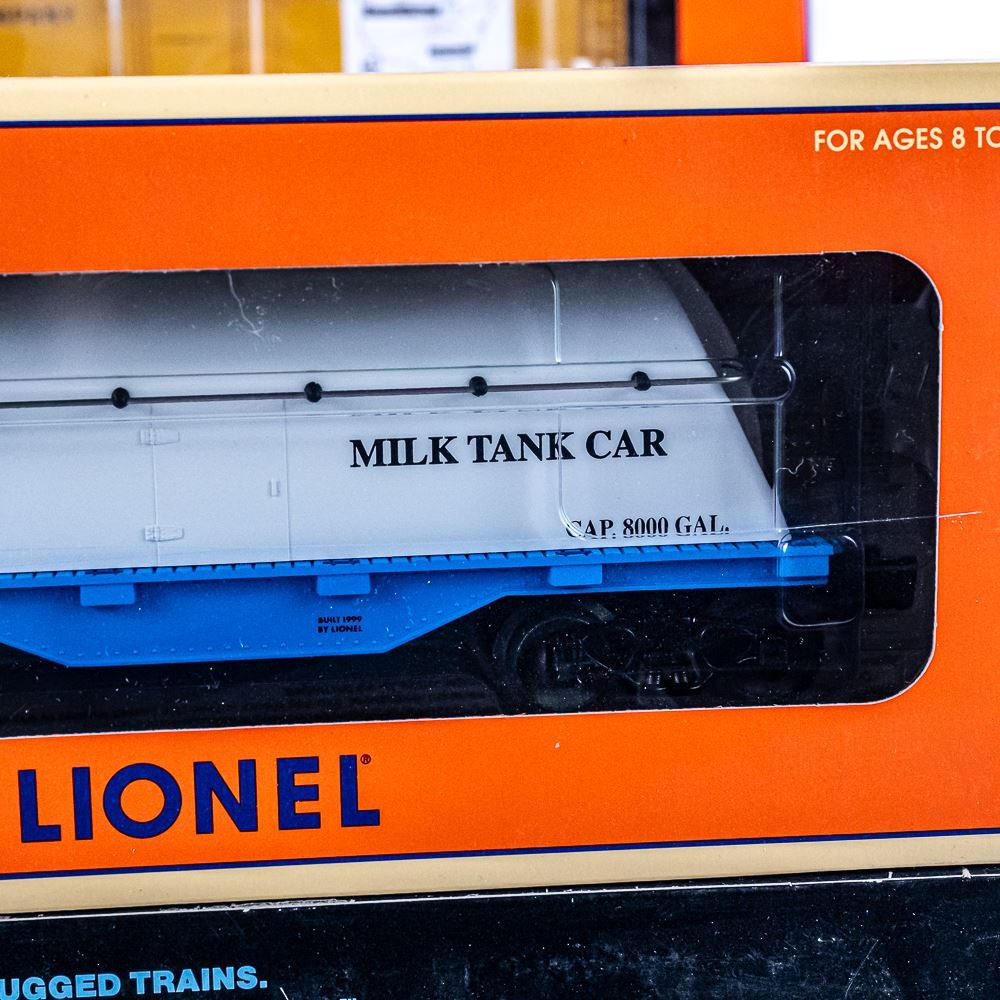 FOR AGES 8 TO
MILK TANK CAR
CAP. 8000 GAL.
BUILT 1999
BY LIONEL
LIONEL®
UGGED TRAINS.